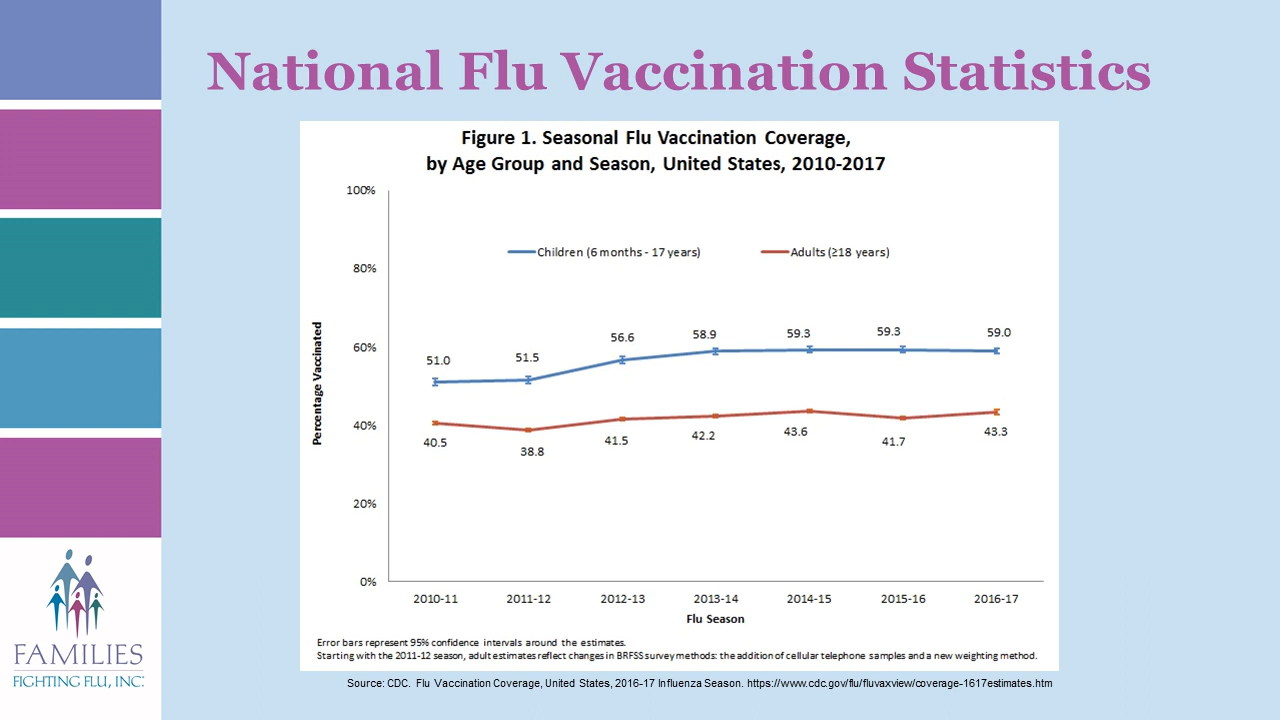 National Flu Vaccination Statistics
Figure 1. Seasonal Flu Vaccination Coverage,
by Age Group and Season, United States, 2010-2017
100%
Children (6 months - 17 years)
Adults (≥18 years)
80%
60%
40%
20%
0%
Percentage Vaccinated
51.0
51.5
56.6
58.9
59.3
59.3
59.0
40.5
38.8
41.5
42.2
43.6
41.7
43.3
2010-11
2011-12
2012-13
2013-14
2014-15
2015-16
2016-17
Flu Season
Error bars represent 95% confidence intervals around the estimates.
Starting with the 2011-12 season, adult estimates reflect changes in BRFSS survey methods: the addition of cellular telephone samples and a new weighting method.
Source: CDC. Flu Vaccination Coverage, United States, 2016-17 Influenza Season. https://www.cdc.gov/flu/fluvaxview/coverage-1617estimates.htm
FAMILIES
FIGHTING FLU, INC.